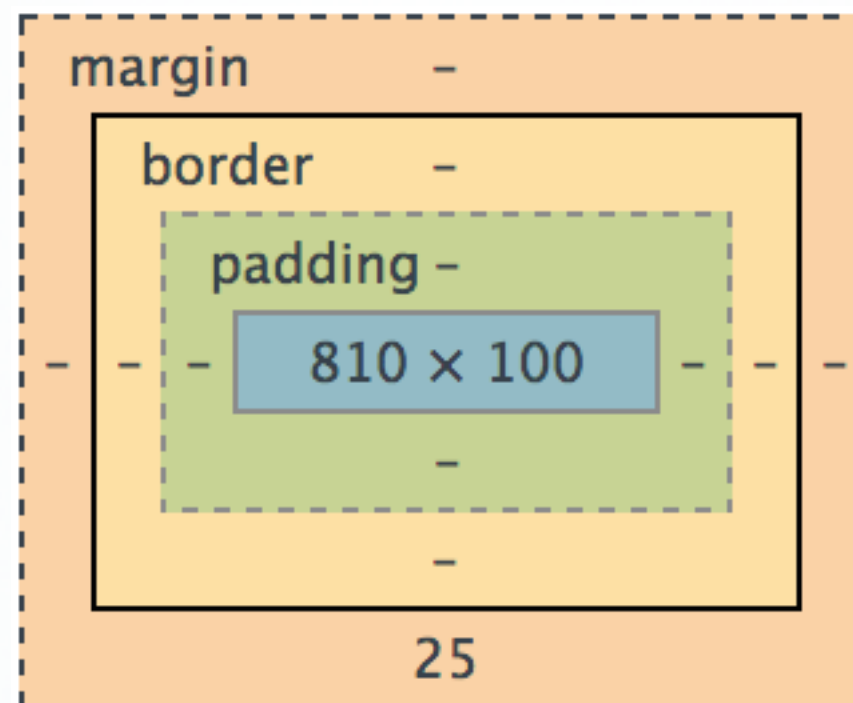 margin –
border –
padding –
– – – 810 × 100 – – –
–
–
25